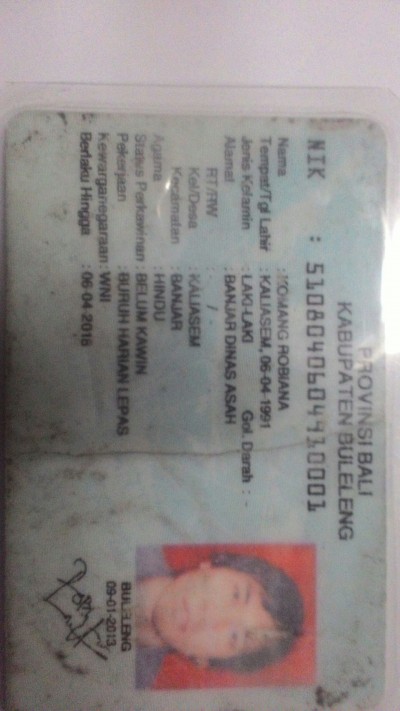 PROVINSI BALI
KABUPATEN BULELENG
NIK : 5108040604910001
Nama : KOMANG ROBIANA
Tempat/Tgl Lahir : KALIASEM, 06-04-1991
Jenis Kelamin : LAKI-LAKI Gol. Darah : -
Alamat : BANJAR DINAS ASAH
RT/RW : / -
Kel/Desa : KALIASEM
Kecamatan : BANJAR
Agama : HINDU
Status Perkawinan : BELUM KAWIN
Pekerjaan : BURUH HARIAN LEPAS
Kewarganegaraan : WNI
Berlaku Hingga : 06-04-2018
BULELENG
09-01-2013